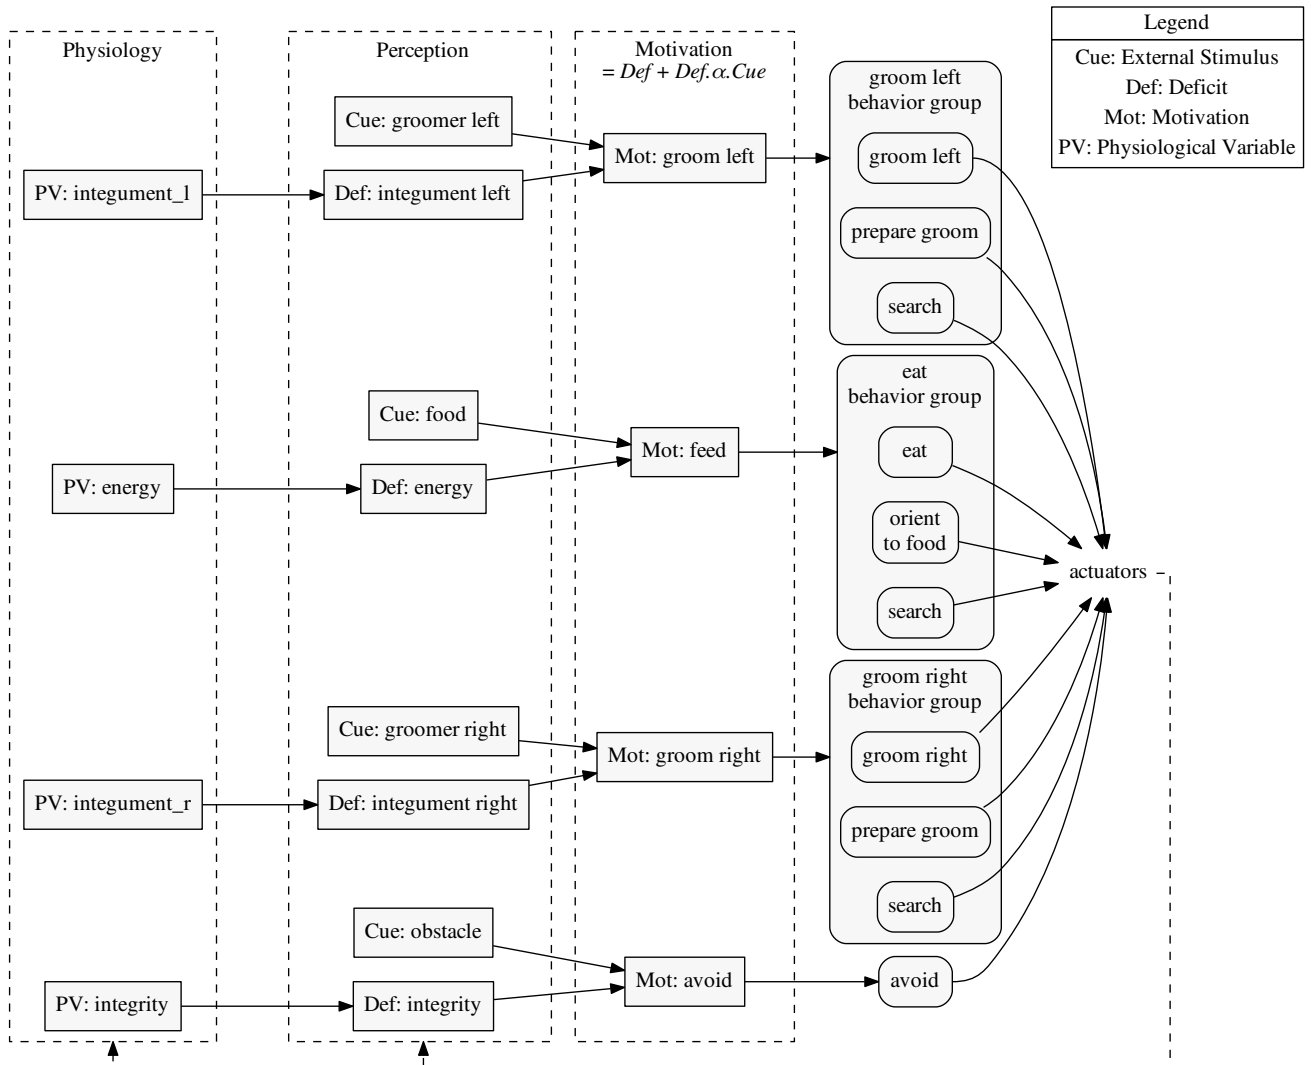 Physiology
Perception
Motivation
= Def + Def.α.Cue
Legend
Cue: External Stimulus
Def: Deficit
Mot: Motivation
PV: Physiological Variable
Cue: groomer left
PV: integument_l
Def: integument left
Mot: groom left
groom left
behavior group
groom left
prepare groom
search
Cue: food
PV: energy
Def: energy
Mot: feed
eat
behavior group
eat
orient
to food
search
actuators
Cue: groomer right
PV: integument_r
Def: integument right
Mot: groom right
groom right
behavior group
groom right
prepare groom
search
Cue: obstacle
PV: integrity
Def: integrity
Mot: avoid
avoid